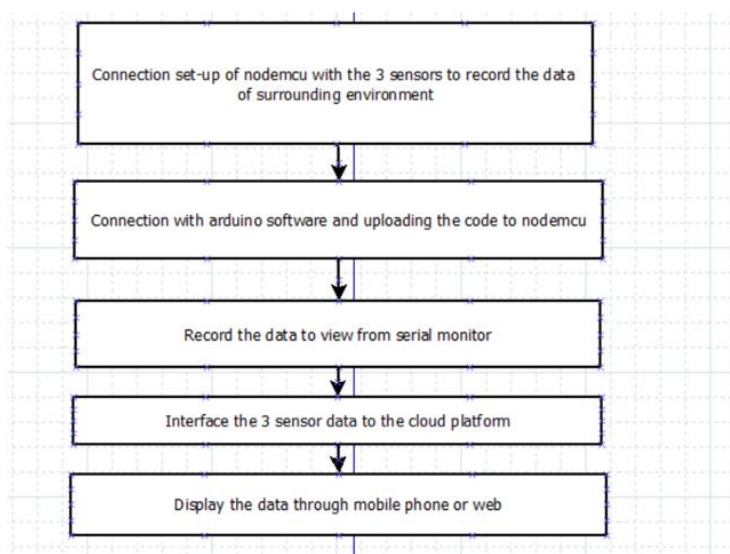 Connection set-up of nodemcu with the 3 sensors to record the data
of surrounding environment
Connection with arduino software and uploading the code to nodemcu
Record the data to view from serial monitor
Interface the 3 sensor data to the cloud platform
Display the data through mobile phone or web